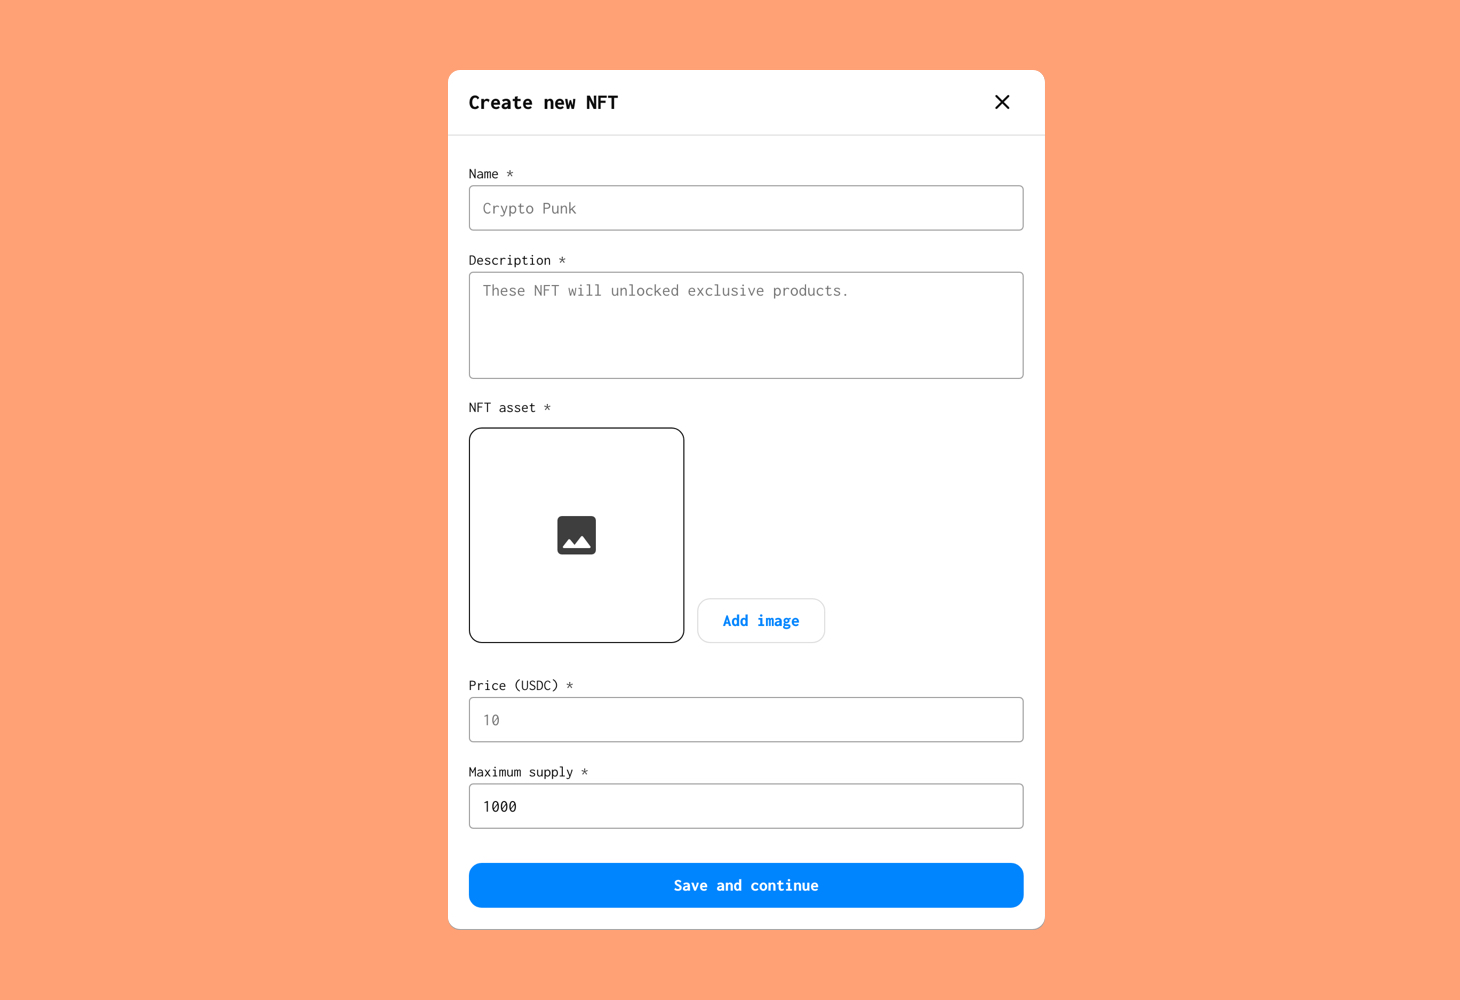 Create new NFT
Name *
Crypto Punk
Description *
These NFT will unlocked exclusive products.
NFT asset *
Add image
Price (USDC) *
10
Maximum supply *
1000
Save and continue